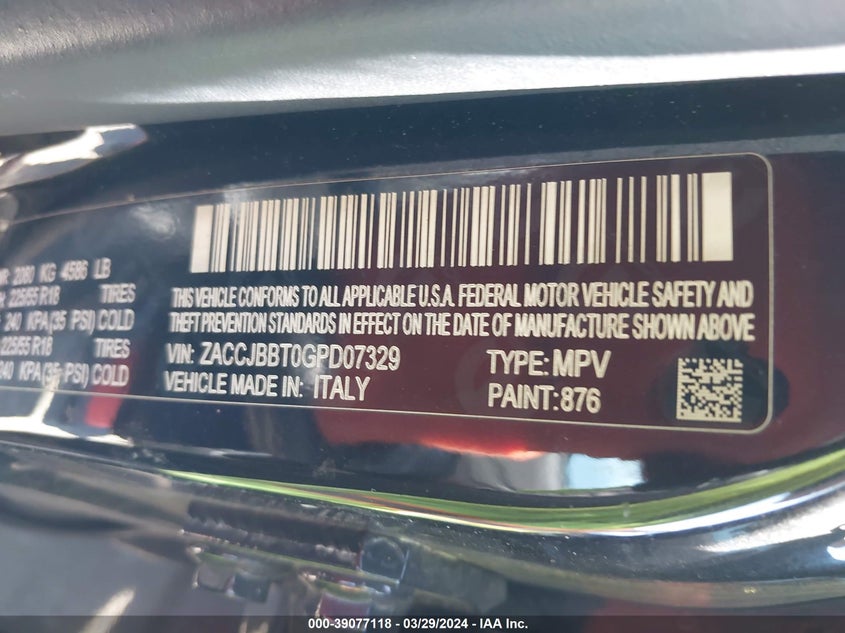 2080 KG 4586 LB
225/55 R18 TIRES
240 KPA(35 PSI) COLD
225/55 R18 TIRES
240 KPA(35 PSI) COLD
THIS VEHICLE CONFORMS TO ALL APPLICABLE U.S.A. FEDERAL MOTOR VEHICLE SAFETY AND
THEFT PREVENTION STANDARDS IN EFFECT ON THE DATE OF MANUFACTURE SHOWN ABOVE
VIN: ZACCJBBT0GPD07329 TYPE: MPV
VEHICLE MADE IN: ITALY PAINT: 876
000-39077118 - 03/29/2024 - IAA Inc.